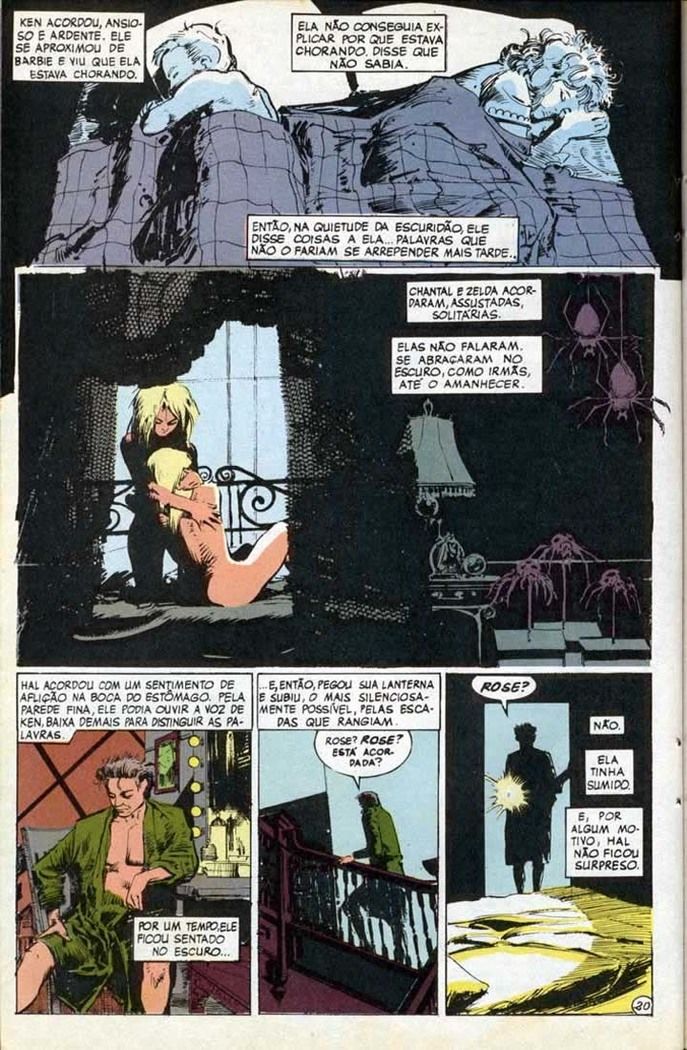 KEN ACORDOU, ANSIO-
SO E ARDENTE. ELE
SE APROXIMOU DE
BARBIE E VIU QUE ELA
ESTAVA CHORANDO.
ELA NÃO CONSEGUIA EX-
PLICAR POR QUE ESTAVA
CHORANDO. DISSE QUE
NÃO SABIA.
ENTÃO, NA QUIETUDE DA ESCURIDÃO, ELE
DISSE COISAS A ELA... PALAVRAS QUE
NÃO O FARIAM SE ARREPENDER MAIS TARDE..
CHANTAL E ZELDA ACOR-
DARAM, ASSUSTADAS,
SOLITÁRIAS.
ELAS NÃO FALARAM.
SE ABRAÇARAM NO
ESCURO, COMO IRMÃS,
ATÉ O AMANHECER.
HAL ACORDOU COM UM SENTIMENTO DE
AFLIÇÃO NA BOCA DO ESTÔMAGO. PELA
PAREDE FINA, ELE PODIA OUVIR A VOZ DE
KEN, BAIXA DEMAIS PARA DISTINGUIR AS PA-
LAVRAS.
POR UM TEMPO, ELE
FICOU SENTADO
NO ESCURO...
...E, ENTÃO, PEGOU SUA LANTERNA
E SUBIU, O MAIS SILENCIOSA-
MENTE POSSÍVEL, PELAS ESCA-
DAS QUE RANGIAM.
ROSE? ROSE?
ESTÁ ACOR-
DADA?
ROSE?
NÃO.
ELA
TINHA
SUMIDO.
E, POR
ALGUM MO-
TIVO, HAL
NÃO FICOU
SURPRESO.
20